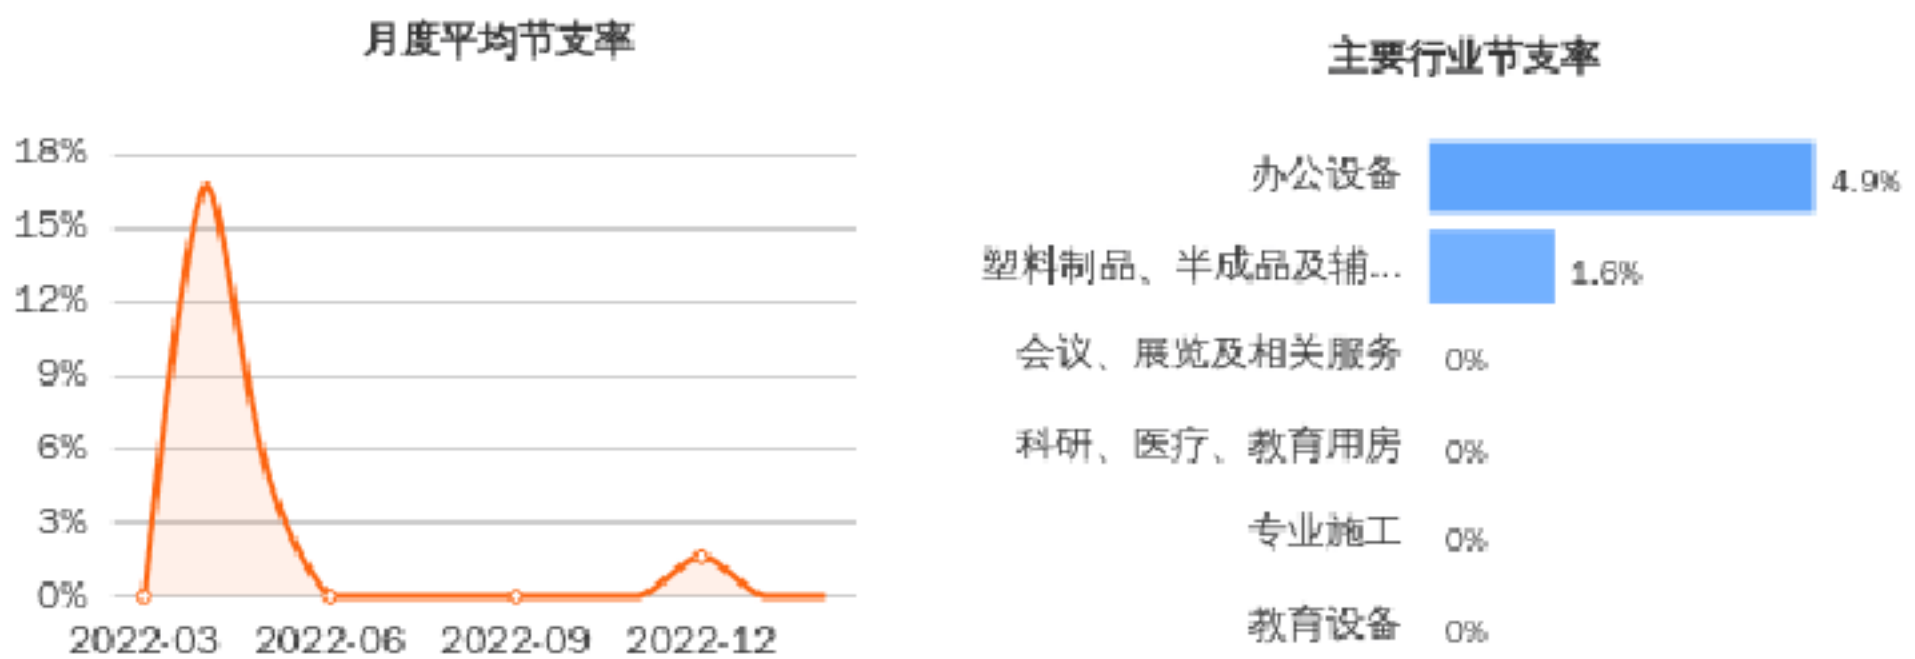 月度平均节支率
18%
15%
12%
9%
6%
3%
0%
2022-03 2022-06 2022-09 2022-12
主要行业节支率
办公设备 4.9%
塑料制品、半成品及辅... 1.6%
会议、展览及相关服务 0%
科研、医疗、教育用房 0%
专业施工 0%
教育设备 0%